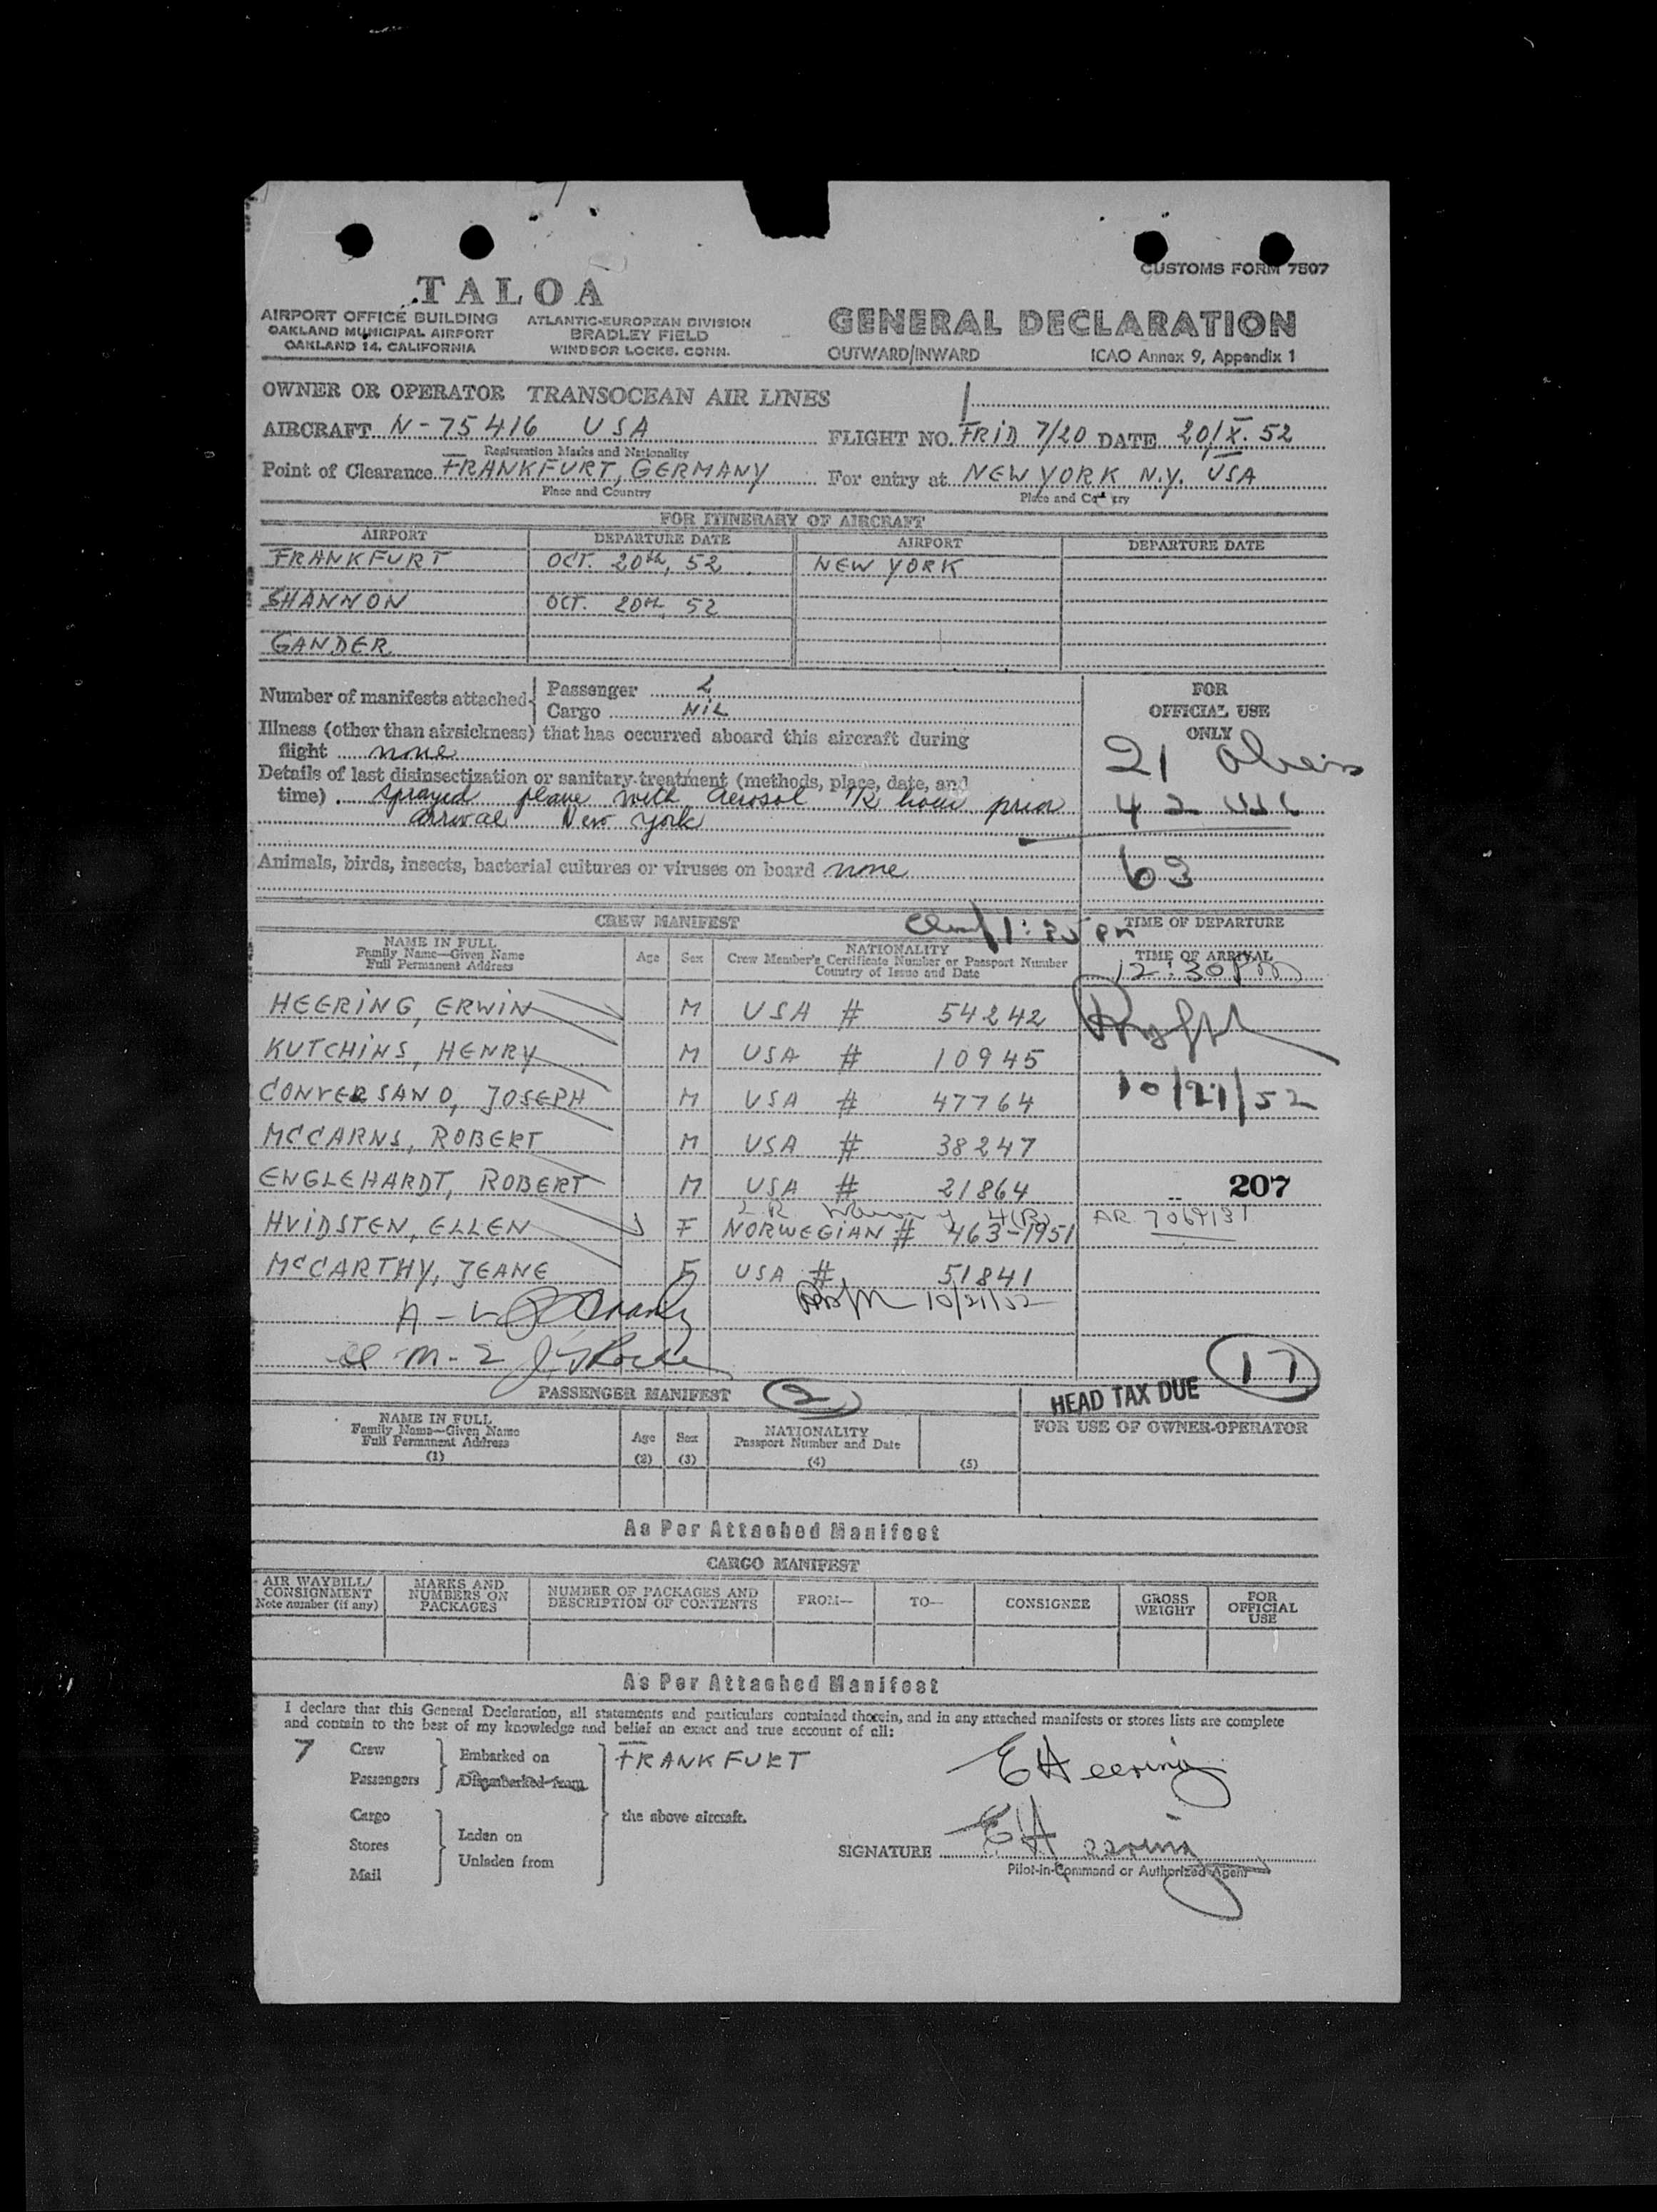 CUSTOMS FORM 7507
TALOA
AIRPORT OFFICE BUILDING
OAKLAND MUNICIPAL AIRPORT
OAKLAND 14, CALIFORNIA
ATLANTIC-EUROPEAN DIVISION
BRADLEY FIELD
WINDSOR LOCKS, CONN.
GENERAL DECLARATION
OUTWARD/INWARD ICAO Annex 9, Appendix 1
OWNER OR OPERATOR TRANSOCEAN AIR LINES
AIRCRAFT N-75416 USA FLIGHT NO. FRID 7/20 DATE 20/X. 52
Registration Marks and Nationality
Point of Clearance FRANKFURT, GERMANY For entry at NEW YORK N.Y. USA
Place and Country Place and Country
FOR ITINERARY OF AIRCRAFT
AIRPORT DEPARTURE DATE AIRPORT DEPARTURE DATE
FRANKFURT OCT. 20th, 52 NEW YORK
SHANNON OCT. 20th, 52
GANDER
Number of manifests attached Passenger 2
Cargo NIL
FOR
OFFICIAL USE
ONLY
Illness (other than airsickness) that has occurred aboard this aircraft during
flight none
21 Aliens
Details of last disinsectization or sanitary treatment (methods, place, date, and
time) sprayed plane with aerosol 1/2 hour prior
arrival New York
42
63
Animals, birds, insects, bacterial cultures or viruses on board none
CREW MANIFEST
TIME OF DEPARTURE
NAME IN FULL
Family Name—Given Name
Full Permanent Address
Age Sex
NATIONALITY
Crew Member's Certificate Number or Passport Number
Country of Issue and Date
TIME OF ARRIVAL
12:30 pm
HEERING, ERWIN M USA # 54242
KUTCHINS, HENRY M USA # 10945
CONVERSANO, JOSEPH M USA # 47764
10/21/52
MCCARNS, ROBERT M USA # 38247
ENGLEHARDT, ROBERT M USA # 21864
207
HVIDSTEN, ELLEN F NORWEGIAN # 463-1951
AR 7069131
McCARTHY, JEANE F USA # 51841
10/21/52
17
PASSENGER MANIFEST 2
HEAD TAX DUE
NAME IN FULL
Family Name—Given Name
Full Permanent Address
(1)
Age
(2)
Sex
(3)
NATIONALITY
Passport Number and Date
(4)
(5)
FOR USE OF OWNER-OPERATOR
As Per Attached Manifest
CARGO MANIFEST
AIR WAYBILL/
CONSIGNMENT
Note number (if any)
MARKS AND
NUMBERS ON
PACKAGES
NUMBER OF PACKAGES AND
DESCRIPTION OF CONTENTS
FROM— TO— CONSIGNEE
GROSS
WEIGHT
FOR
OFFICIAL
USE
As Per Attached Manifest
I declare that this General Declaration, all statements and particulars contained therein, and in any attached manifests or stores lists are complete
and contain to the best of my knowledge and belief an exact and true account of all:
7 Crew
Passengers
Embarked on
Disembarked from
FRANKFURT
E Heering
Cargo
Stores
Mail
Laden on
Unladen from
the above aircraft.
SIGNATURE E Heering
Pilot-in-Command or Authorized Agent